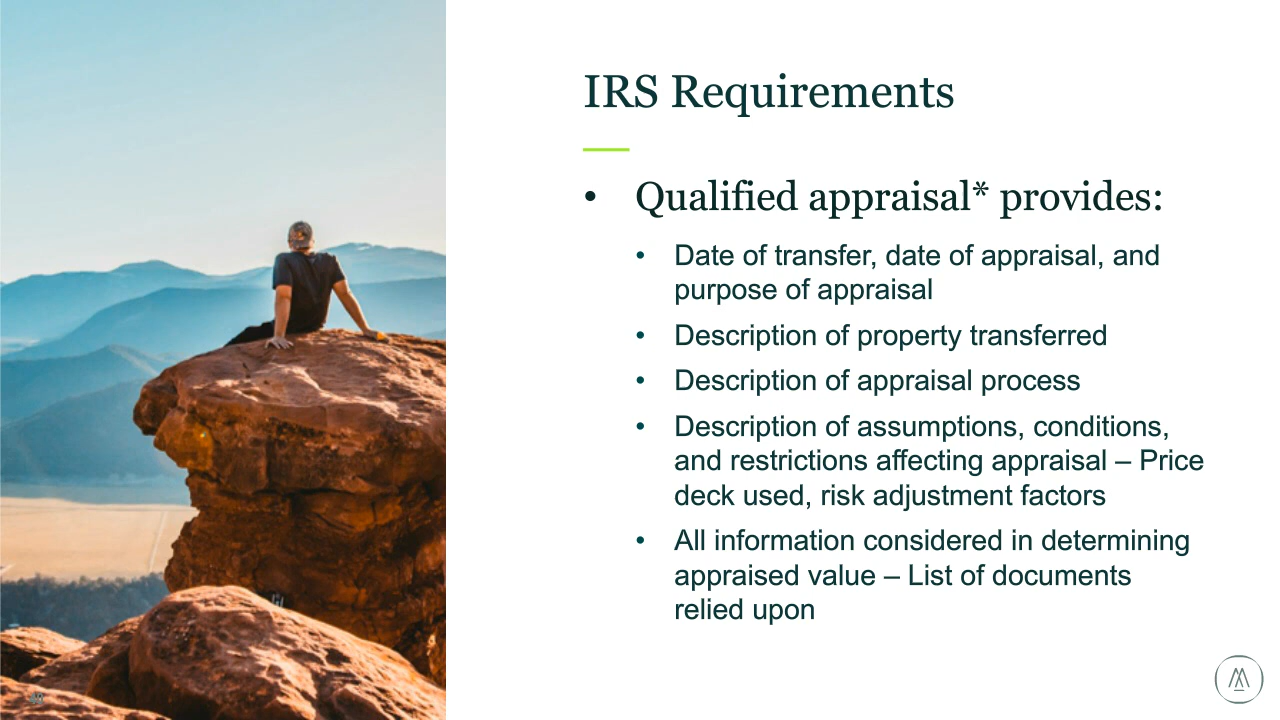 IRS Requirements
• Qualified appraisal* provides:
• Date of transfer, date of appraisal, and
purpose of appraisal
• Description of property transferred
• Description of appraisal process
• Description of assumptions, conditions,
and restrictions affecting appraisal – Price
deck used, risk adjustment factors
• All information considered in determining
appraised value – List of documents
relied upon